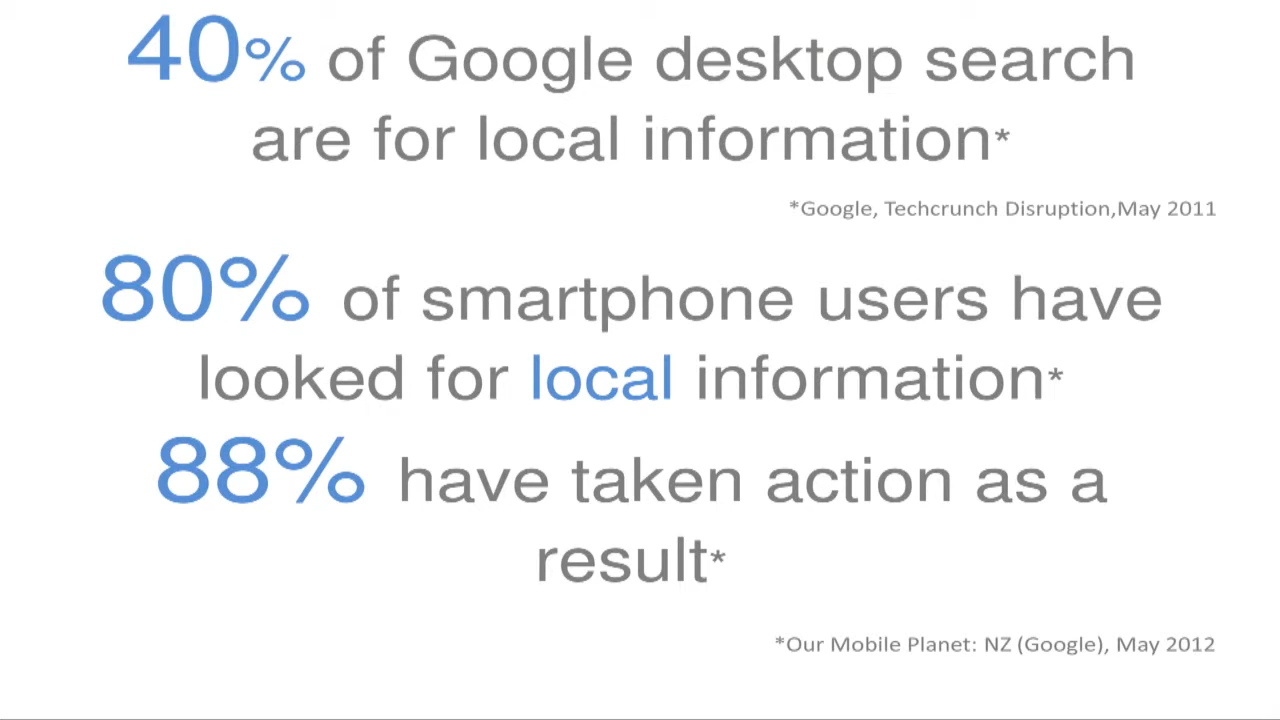 40% of Google desktop search
are for local information*
*Google, Techcrunch Disruption,May 2011
80% of smartphone users have
looked for local information*
88% have taken action as a
result*
*Our Mobile Planet: NZ (Google), May 2012